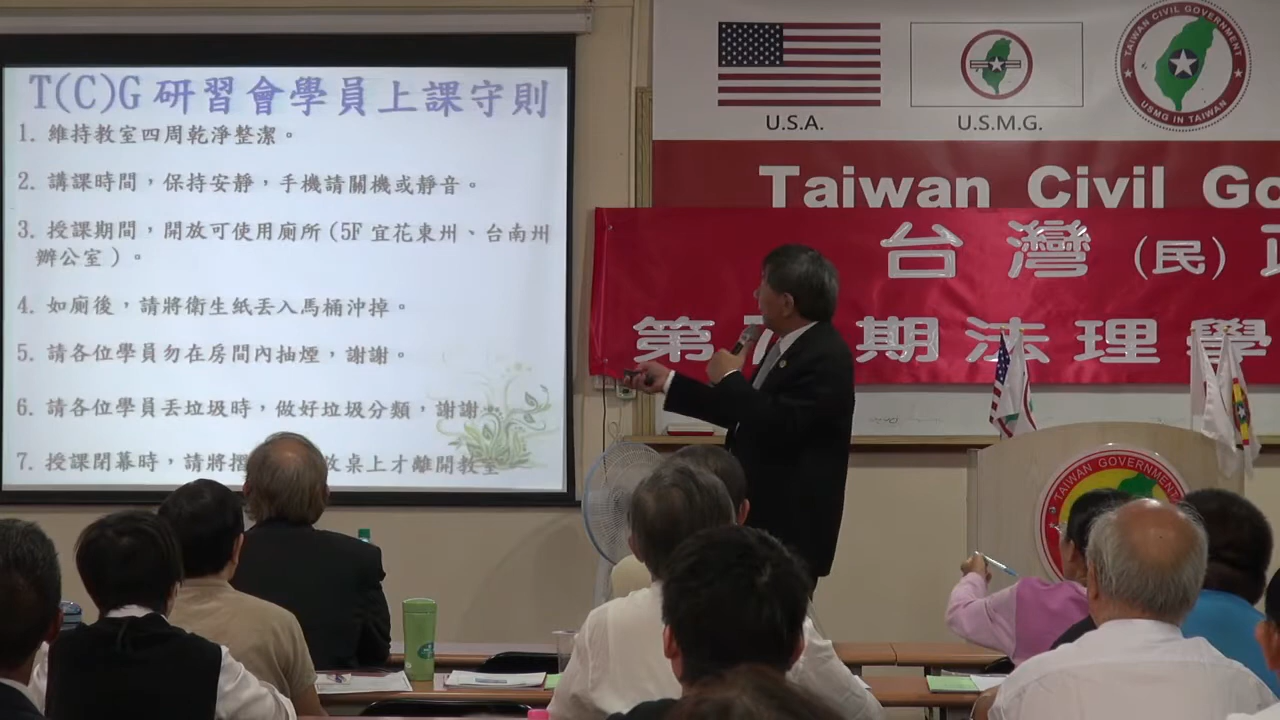 T(C)G 研習會學員上課守則
1. 維持教室四周乾淨整潔。
2. 講課時間，保持安靜，手機請關機或靜音。
3. 授課期間，開放可使用廁所(5F 宜花東州、台南州
辦公室)。
4. 如廁後，請將衛生紙丟入馬桶沖掉。
5. 請各位學員勿在房間內抽煙，謝謝。
6. 請各位學員丟垃圾時，做好垃圾分類，謝謝。
7. 授課閉幕時，請將 放桌上才離開教室
U.S.A.
U.S.M.G.
TAIWAN CIVIL GOVERNMENT
USMG IN TAIWAN
Taiwan Civil Go
台灣(民)政
第 期法理學
TAIWAN GOVERNMENT